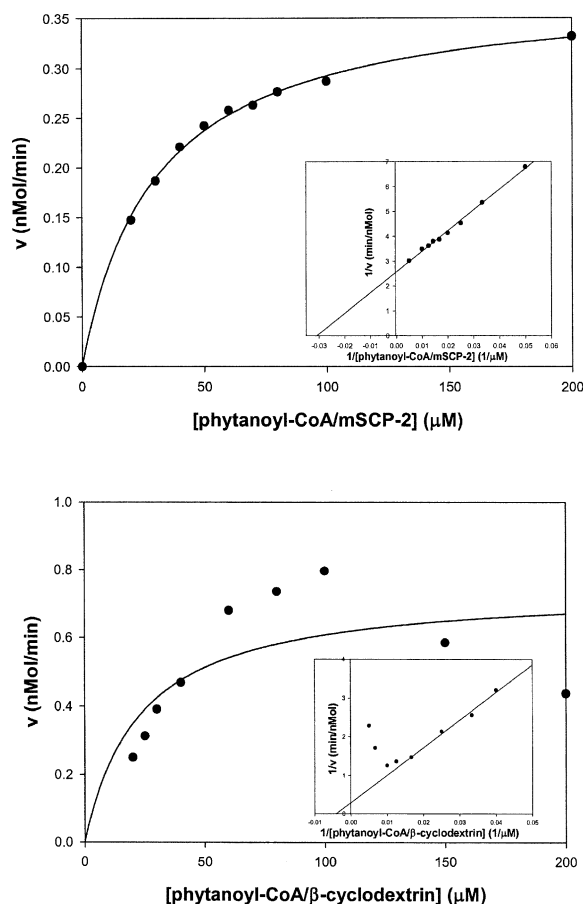 0.35
0.30
0.25
0.20
0.15
0.10
0.05
0.00
v (nMol/min)
0 50 100 150 200
[phytanoyl-CoA/mSCP-2] (μM)
7
6
5
4
3
2
1
0
1/v (min/nMol)
-0.03 -0.02 -0.01 0.00 0.01 0.02 0.03 0.04 0.05 0.06
1/[phytanoyl-CoA/mSCP-2] (1/μM)
1.0
0.8
0.6
0.4
0.2
0.0
v (nMol/min)
0 50 100 150 200
[phytanoyl-CoA/β-cyclodextrin] (μM)
4
3
2
1
0
1/v (min/nMol)
-0.01 0.00 0.01 0.02 0.03 0.04 0.05
1/[phytanoyl-CoA/β-cyclodextrin] (1/μM)